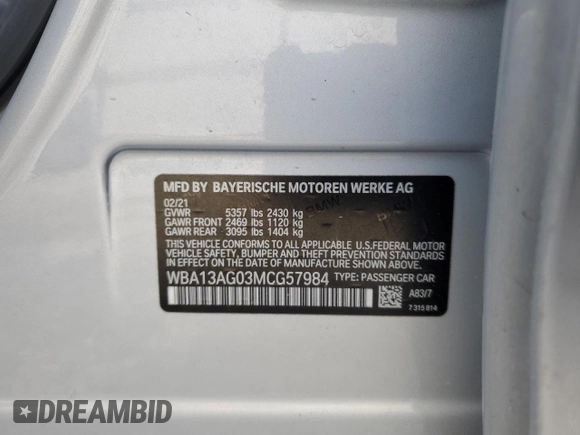 MFD BY BAYERISCHE MOTOREN WERKE AG
02/21
GVWR 5357 lbs 2430 kg
GAWR FRONT 2469 lbs 1120 kg
GAWR REAR 3095 lbs 1404 kg
THIS VEHICLE CONFORMS TO ALL APPLICABLE U.S.FEDERAL MOTOR
VEHICLE SAFETY, BUMPER AND THEFT PREVENTION STANDARDS
IN EFFECT ON THE DATE OF MANUFACTURE SHOWN ABOVE.
WBA13AG03MCG57984 TYPE: PASSENGER CAR
A83/7
7 315 814
DREAMBID